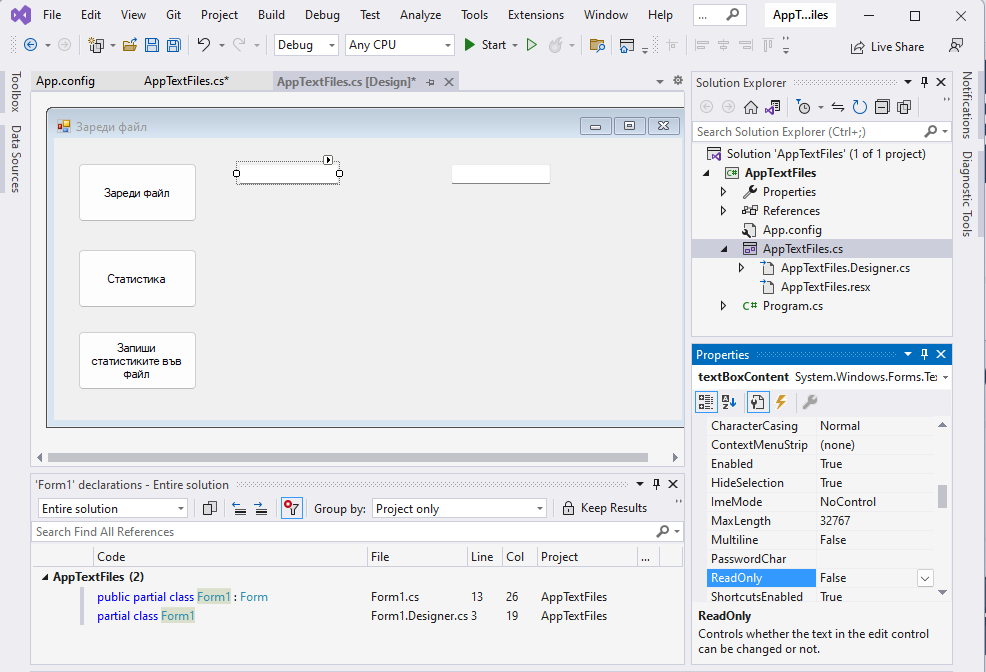 File Edit View Git Project Build Debug Test Analyze Tools Extensions Window Help ... AppT...iles
Debug Any CPU Start Live Share
Toolbox
Data Sources
App.config AppTextFiles.cs* AppTextFiles.cs [Design]*
Зареди файл
Зареди файл
Статистика
Запиши
статистиките във
файл
'Form1' declarations - Entire solution
Entire solution Group by: Project only Keep Results
Search Find All References
Code File Line Col Project ...
AppTextFiles (2)
public partial class Form1 : Form Form1.cs 13 26 AppTextFiles
partial class Form1 Form1.Designer.cs 3 19 AppTextFiles
Solution Explorer
Search Solution Explorer (Ctrl+;)
Solution 'AppTextFiles' (1 of 1 project)
AppTextFiles
Properties
References
App.config
AppTextFiles.cs
AppTextFiles.Designer.cs
AppTextFiles.resx
Program.cs
Properties
textBoxContent System.Windows.Forms.Te
CharacterCasing Normal
ContextMenuStrip (none)
Enabled True
HideSelection True
ImeMode NoControl
MaxLength 32767
Multiline False
PasswordChar
ReadOnly False
ShortcutsEnabled True
ReadOnly
Controls whether the text in the edit control
can be changed or not.
Notifications
Diagnostic Tools